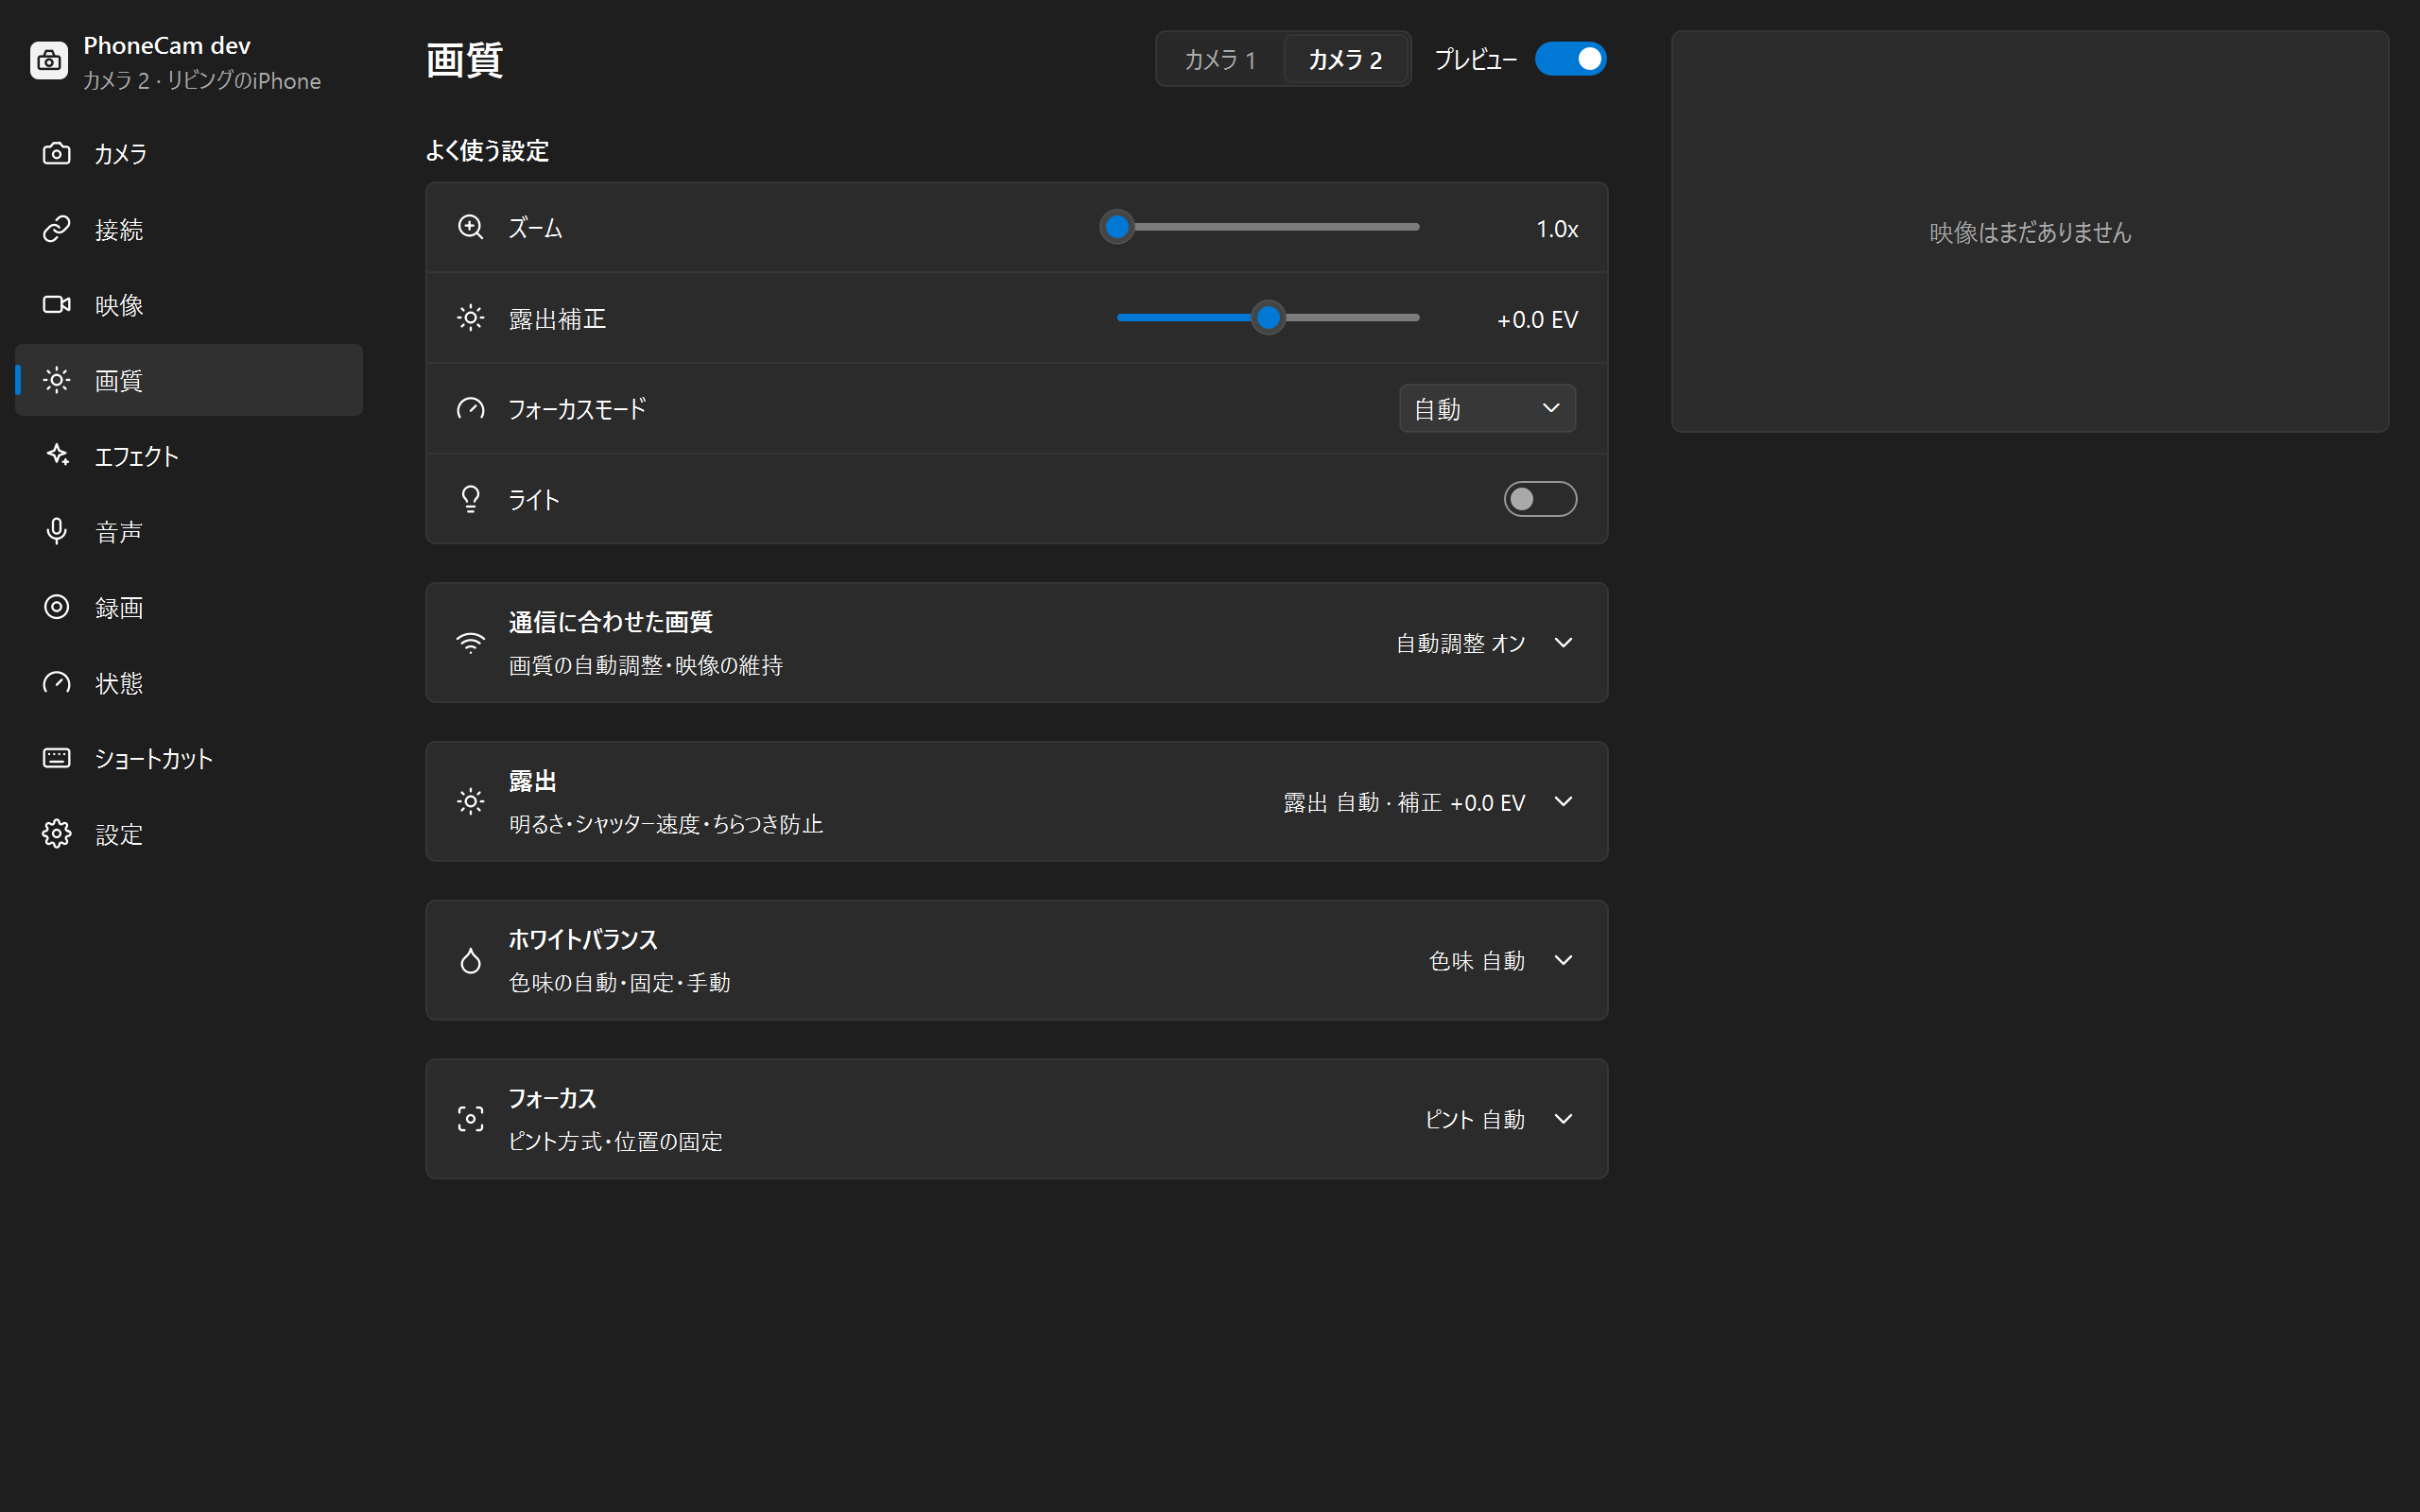 PhoneCam dev
カメラ 2 · リビングのiPhone
カメラ
接続
映像
画質
エフェクト
音声
録画
状態
ショートカット
設定
画質
カメラ 1
カメラ 2
プレビュー
よく使う設定
ズーム
1.0x
露出補正
+0.0 EV
フォーカスモード
自動
ライト
通信に合わせた画質
画質の自動調整・映像の維持
自動調整 オン
露出
明るさ・シャッター速度・ちらつき防止
露出 自動 · 補正 +0.0 EV
ホワイトバランス
色味の自動・固定・手動
色味 自動
フォーカス
ピント方式・位置の固定
ピント 自動
映像はまだありません